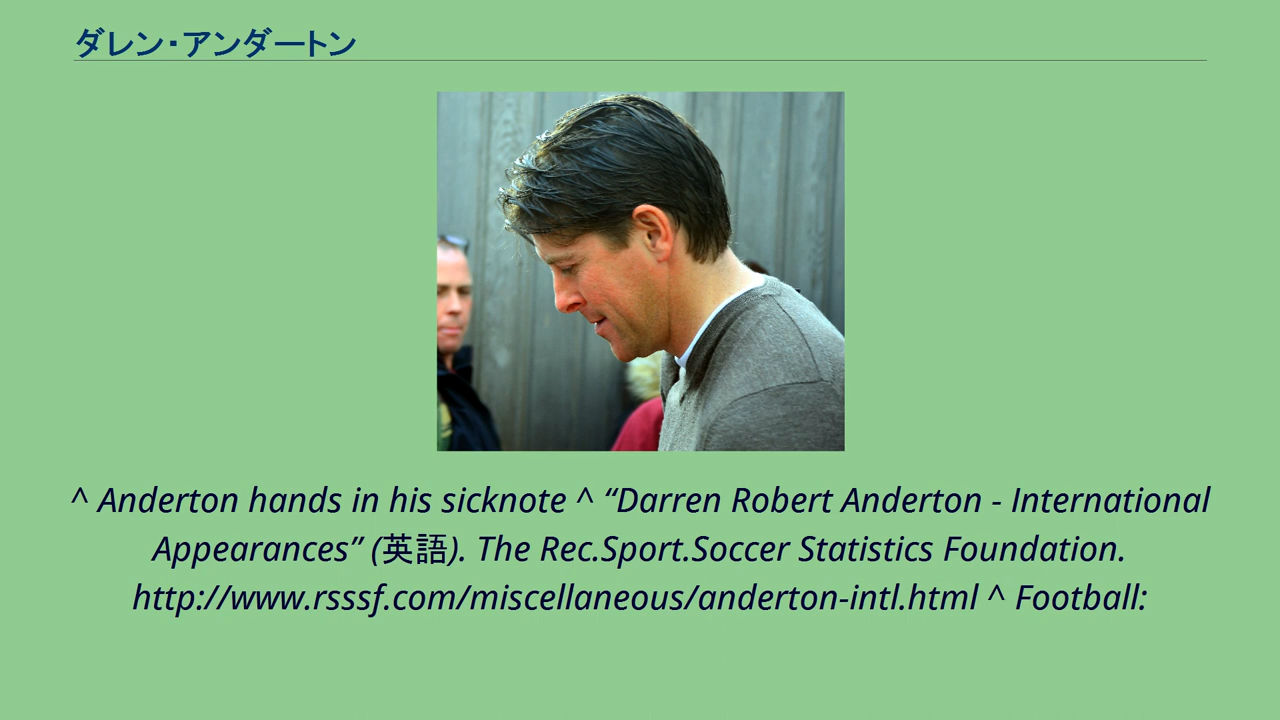 ダレン・アンダートン
^ Anderton hands in his sicknote ^ “Darren Robert Anderton - International
Appearances” (英語). The Rec.Sport.Soccer Statistics Foundation.
http://www.rsssf.com/miscellaneous/anderton-intl.html ^ Football: